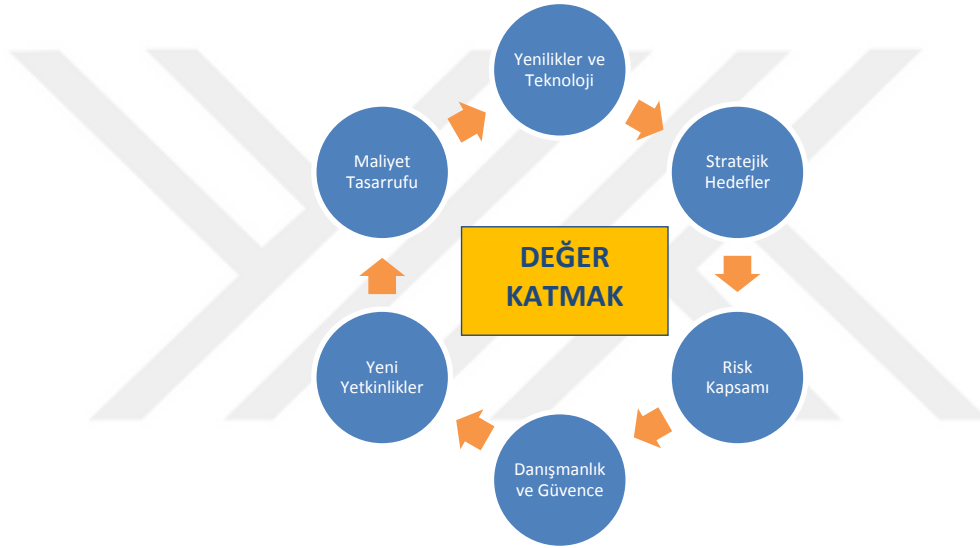 Yenilikler ve
Teknoloji
Stratejik
Hedefler
Risk
Kapsamı
Danışmanlık
ve Güvence
Yeni
Yetkinlikler
Maliyet
Tasarrufu
DEĞER
KATMAK